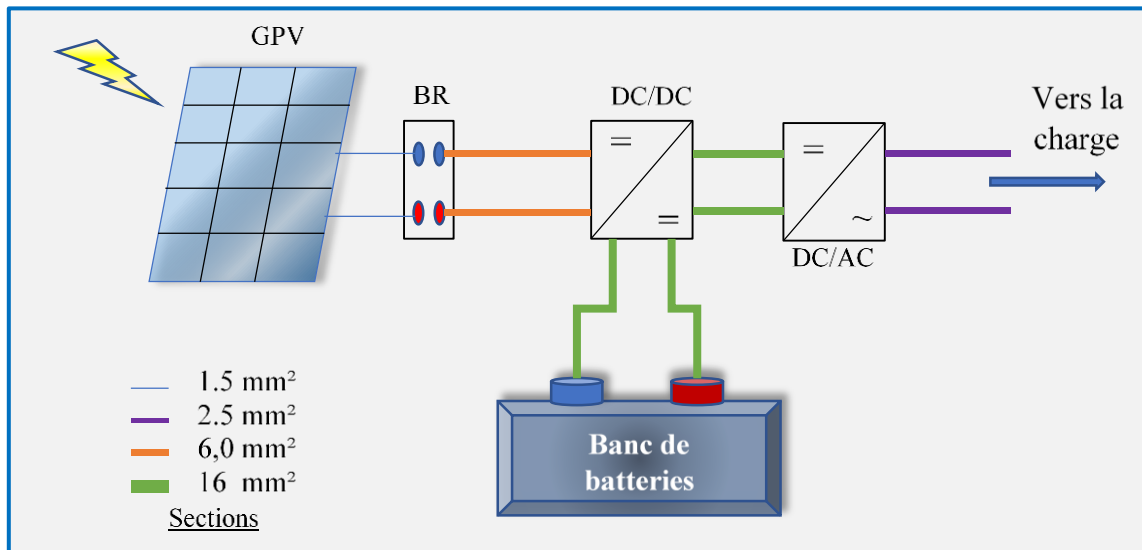 GPV
BR
DC/DC
Vers la
charge
=
=
=
~
DC/AC
1.5 mm²
2.5 mm²
6,0 mm²
16 mm²
Sections
Banc de
batteries